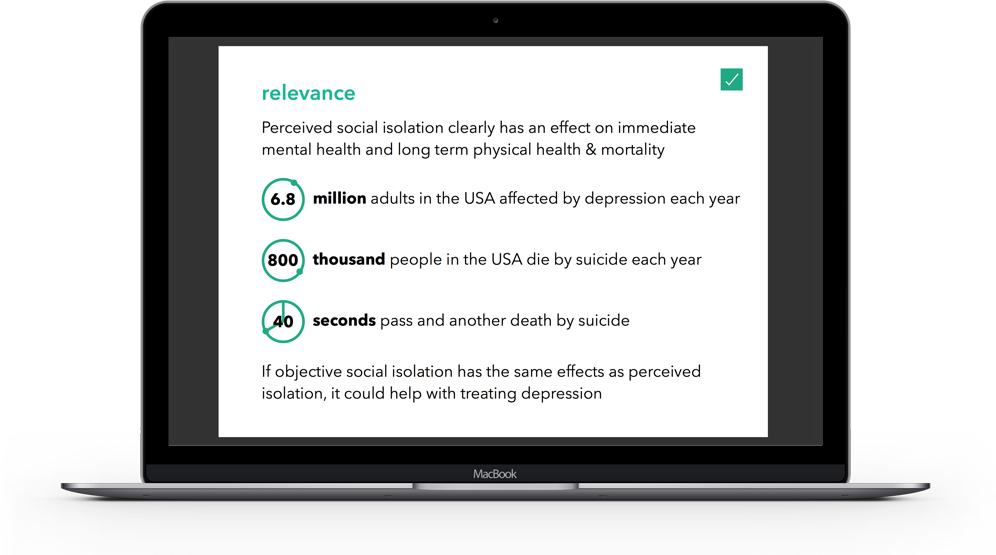 relevance
Perceived social isolation clearly has an effect on immediate
mental health and long term physical health & mortality
6.8 million adults in the USA affected by depression each year
800 thousand people in the USA die by suicide each year
40 seconds pass and another death by suicide
If objective social isolation has the same effects as perceived
isolation, it could help with treating depression
MacBook